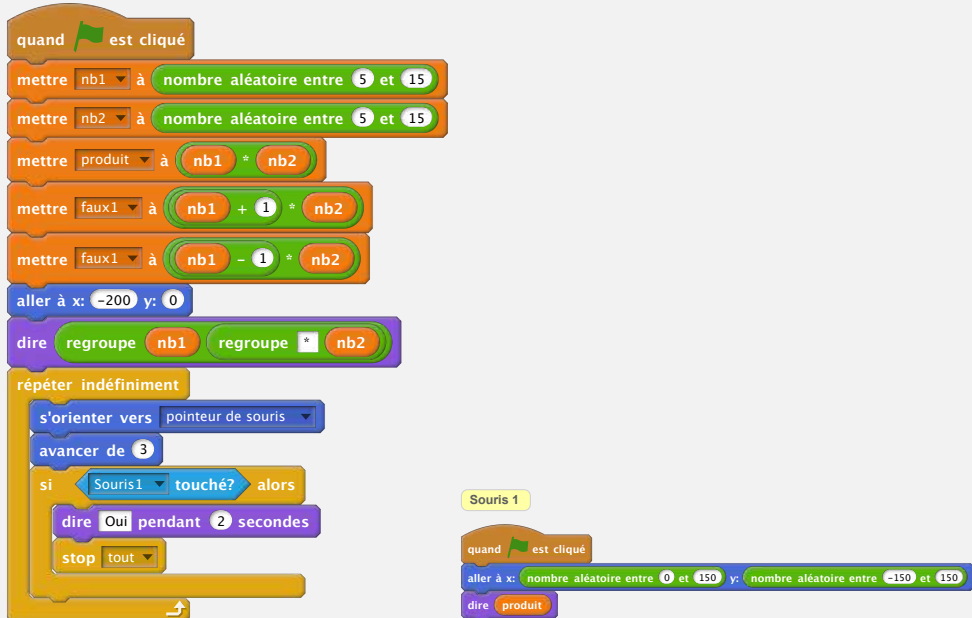 quand est cliqué
mettre nb1 à nombre aléatoire entre 5 et 15
mettre nb2 à nombre aléatoire entre 5 et 15
mettre produit à nb1 * nb2
mettre faux1 à nb1 + 1 * nb2
mettre faux1 à nb1 - 1 * nb2
aller à x: -200 y: 0
dire regroupe nb1 regroupe * nb2
répéter indéfiniment
s'orienter vers pointeur de souris
avancer de 3
si Souris1 touché? alors
dire Oui pendant 2 secondes
stop tout
Souris 1
quand est cliqué
aller à x: nombre aléatoire entre 0 et 150 y: nombre aléatoire entre -150 et 150
dire produit